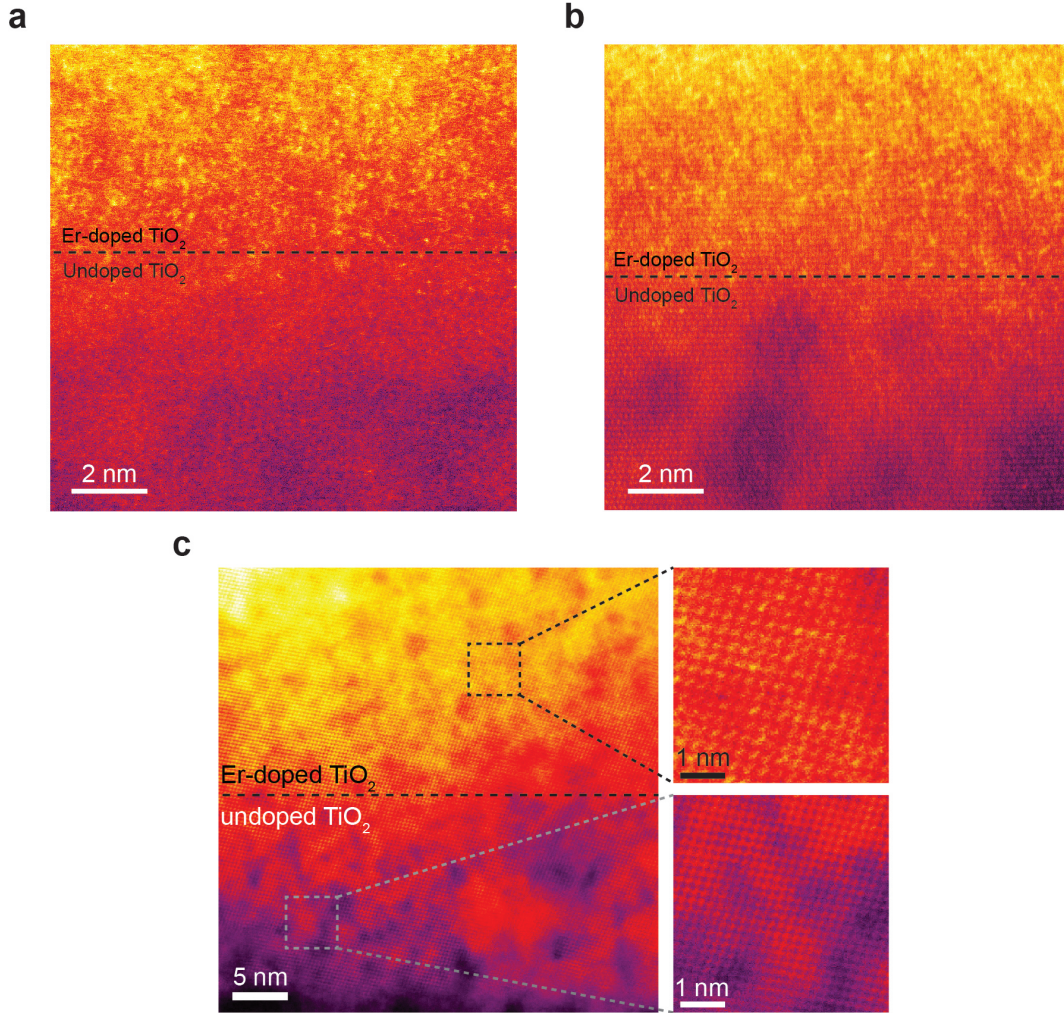 a
b
Er-doped TiO₂
Undoped TiO₂
2 nm
Er-doped TiO₂
Undoped TiO₂
2 nm
c
Er-doped TiO₂
undoped TiO₂
5 nm
1 nm
1 nm